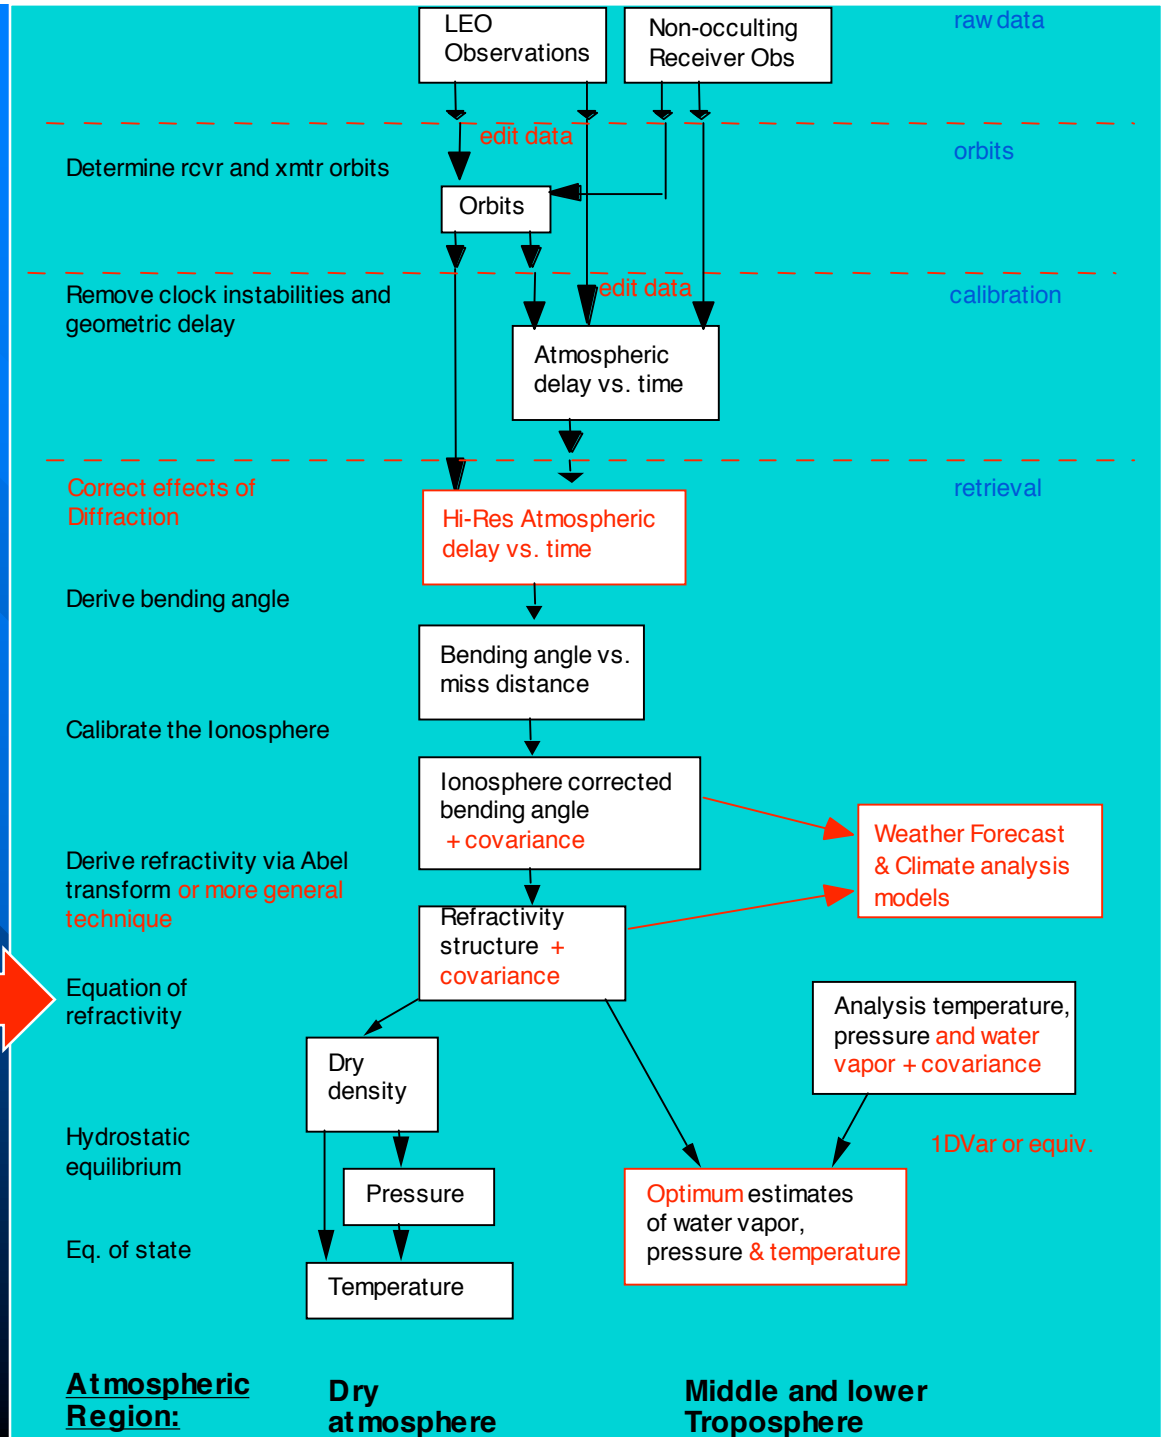 LEO
Observations
Non-occulting
Receiver Obs
raw data
edit data
orbits
Determine rcvr and xmtr orbits
Orbits
Remove clock instabilities and
geometric delay
edit data
calibration
Atmospheric
delay vs. time
Correct effects of
Diffraction
retrieval
Hi-Res Atmospheric
delay vs. time
Derive bending angle
Bending angle vs.
miss distance
Calibrate the Ionosphere
Ionosphere corrected
bending angle
+ covariance
Weather Forecast
& Climate analysis
models
Derive refractivity via Abel
transform or more general
technique
Refractivity
structure +
covariance
Equation of
refractivity
Analysis temperature,
pressure and water
vapor + covariance
Dry
density
Hydrostatic
equilibrium
1DVar or equiv.
Pressure
Optimum estimates
of water vapor,
pressure & temperature
Eq. of state
Temperature
Atmospheric
Region:
Dry
atmosphere
Middle and lower
Troposphere